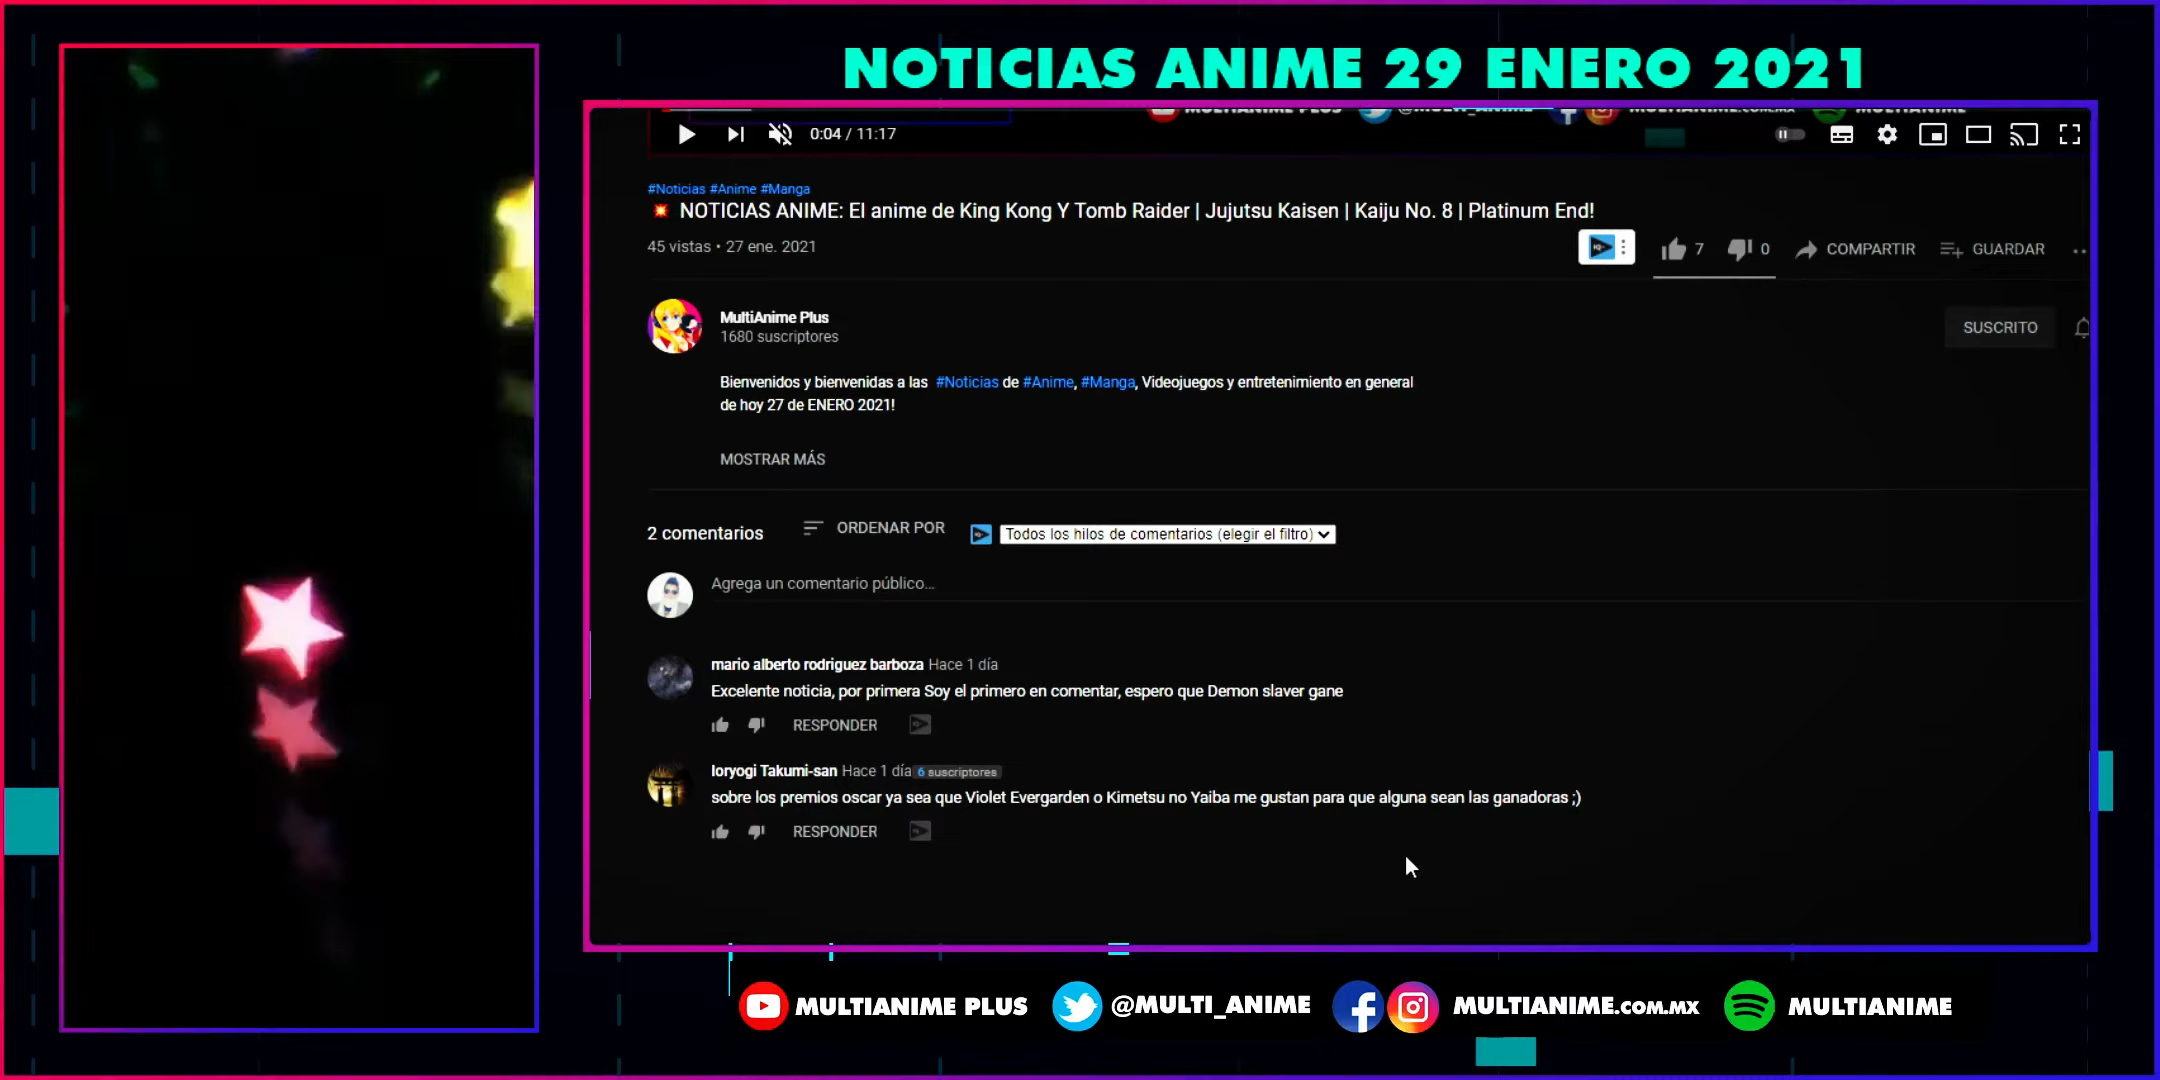 NOTICIAS ANIME 29 ENERO 2021
0:04 / 11:17
#Noticias #Anime #Manga
NOTICIAS ANIME: El anime de King Kong Y Tomb Raider | Jujutsu Kaisen | Kaiju No. 8 | Platinum End!
45 vistas • 27 ene. 2021
7
0
COMPARTIR
GUARDAR
MultiAnime Plus
1680 suscriptores
SUSCRITO
Bienvenidos y bienvenidas a las #Noticias de #Anime, #Manga, Videojuegos y entretenimiento en general
de hoy 27 de ENERO 2021!
MOSTRAR MÁS
2 comentarios
ORDENAR POR
Todos los hilos de comentarios (elegir el filtro)
Agrega un comentario público...
mario alberto rodriguez barboza Hace 1 día
Excelente noticia, por primera Soy el primero en comentar, espero que Demon slaver gane
RESPONDER
Ioryogi Takumi-san Hace 1 día 6 suscriptores
sobre los premios oscar ya sea que Violet Evergarden o Kimetsu no Yaiba me gustan para que alguna sean las ganadoras ;)
RESPONDER
MULTIANIME PLUS
@MULTI_ANIME
MULTIANIME.COM.MX
MULTIANIME